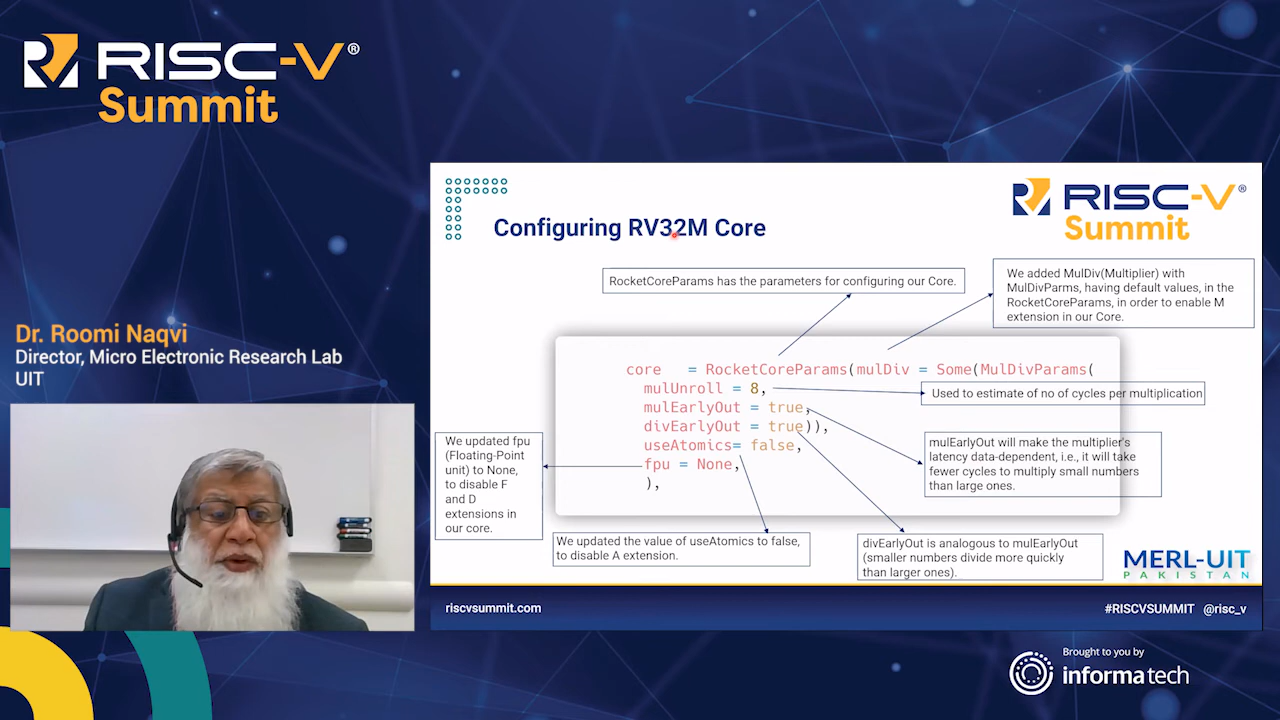 RISC-V®
Summit
Dr. Roomi Naqvi
Director, Micro Electronic Research Lab
UIT
RISC-V®
Summit
Configuring RV32M Core
RocketCoreParams has the parameters for configuring our Core.
We added MulDiv(Multiplier) with
MulDivParms, having default values, in the
RocketCoreParams, in order to enable M
extension in our Core.
core = RocketCoreParams(mulDiv = Some(MulDivParams(
mulUnroll = 8,
mulEarlyOut = true,
divEarlyOut = true)),
useAtomics= false,
fpu = None,
),
Used to estimate of no of cycles per multiplication
We updated fpu
(Floating-Point
unit) to None,
to disable F
and D
extensions in
our core.
mulEarlyOut will make the multiplier's
latency data-dependent, i.e., it will take
fewer cycles to multiply small numbers
than large ones.
We updated the value of useAtomics to false,
to disable A extension.
divEarlyOut is analogous to mulEarlyOut
(smaller numbers divide more quickly
than larger ones).
MERL-UIT
PAKISTAN
riscvsummit.com
#RISCVSUMMIT @risc_v
Brought to you by
informa tech